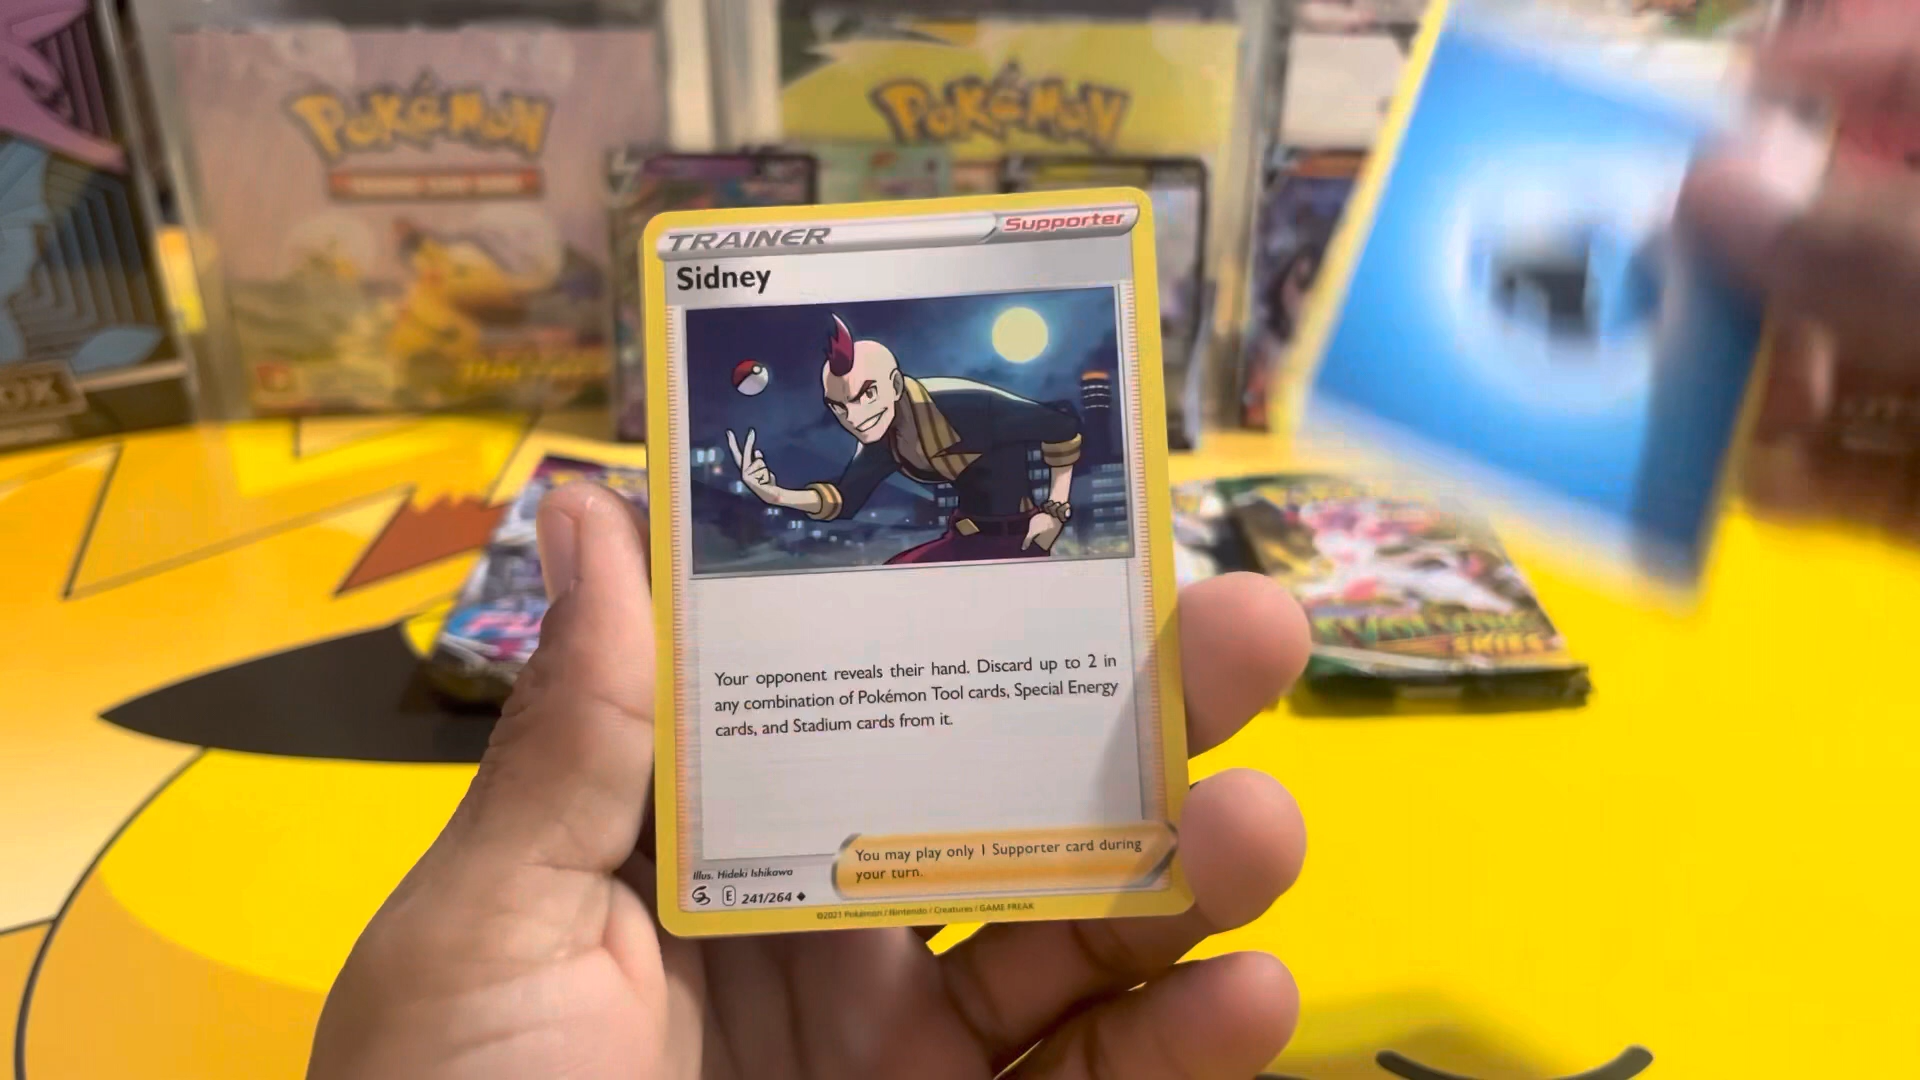 POKéMON
POKéMON
TRAINER
Supporter
Sidney
Your opponent reveals their hand. Discard up to 2 in
any combination of Pokémon Tool cards, Special Energy
cards, and Stadium cards from it.
You may play only 1 Supporter card during
your turn.
Illus. Hideki Ishikawa
E 241/264
©2021 Pokémon / Nintendo / Creatures / GAME FREAK
EVOLVING
SKIES